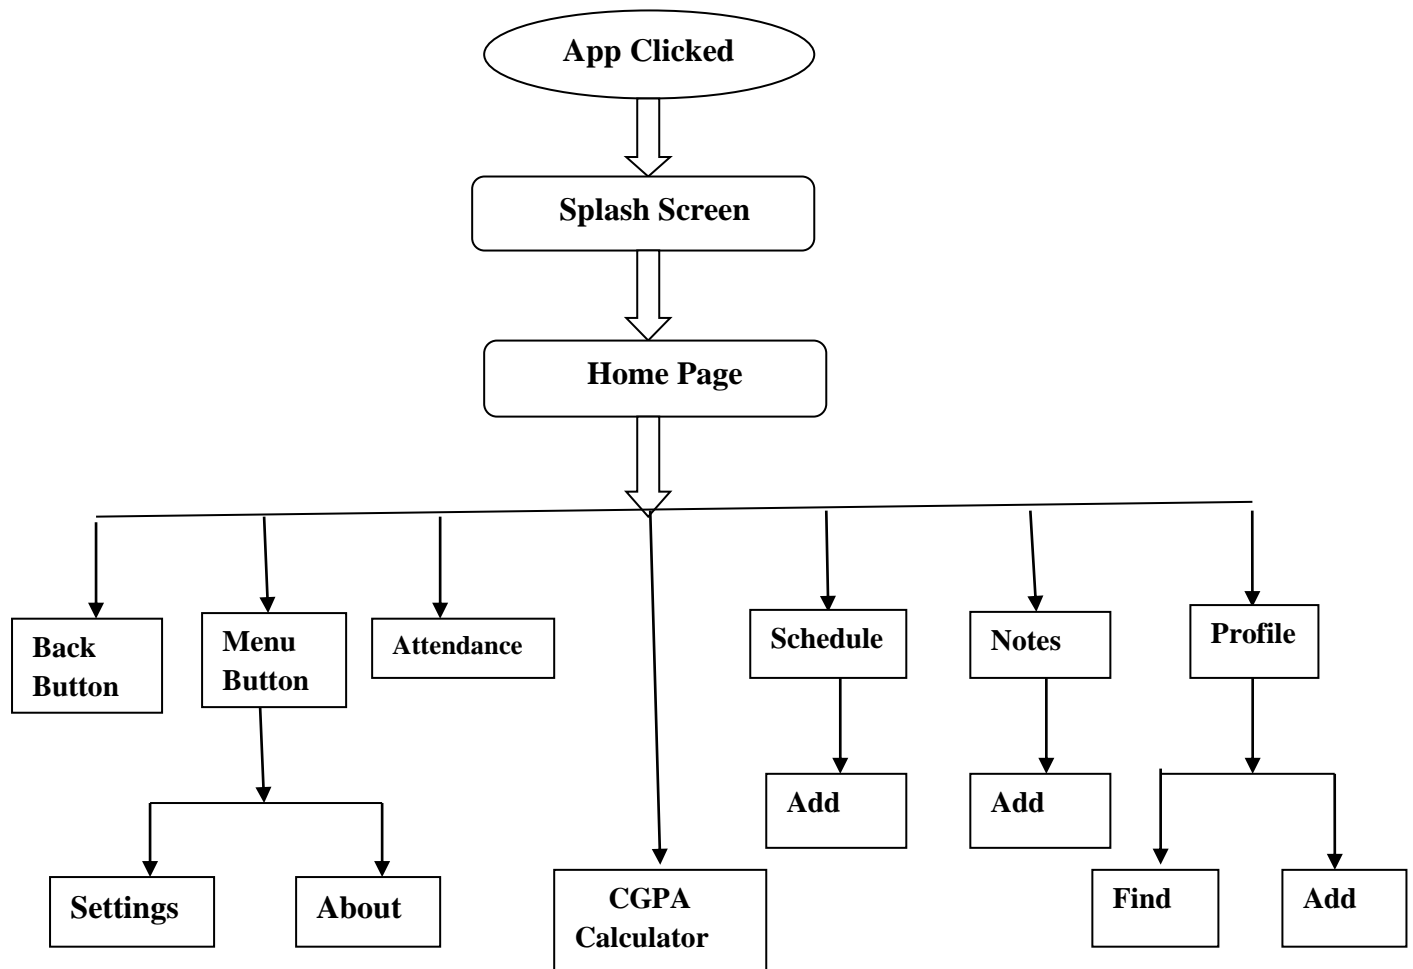 App Clicked
Splash Screen
Home Page
Back
Button
Menu
Button
Attendance
Schedule
Notes
Profile
Add
Add
Settings
About
CGPA
Calculator
Find
Add